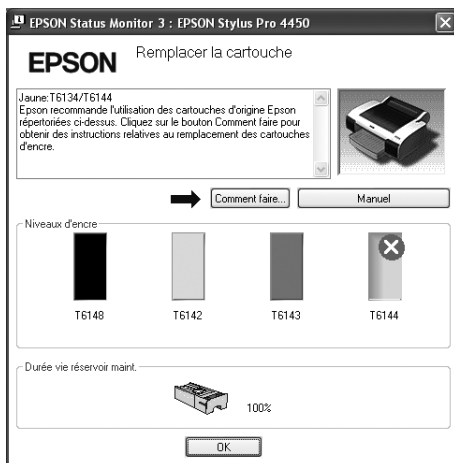 EPSON Status Monitor 3 : EPSON Stylus Pro 4450
EPSON
Remplacer la cartouche
Jaune:T6134/T6144
Epson recommande l'utilisation des cartouches d'origine Epson
répertoriées ci-dessus. Cliquez sur le bouton Comment faire pour
obtenir des instructions relatives au remplacement des cartouches
d'encre.
Comment faire...
Manuel
Niveaux d'encre
T6148
T6142
T6143
T6144
Durée vie réservoir maint.
100%
OK